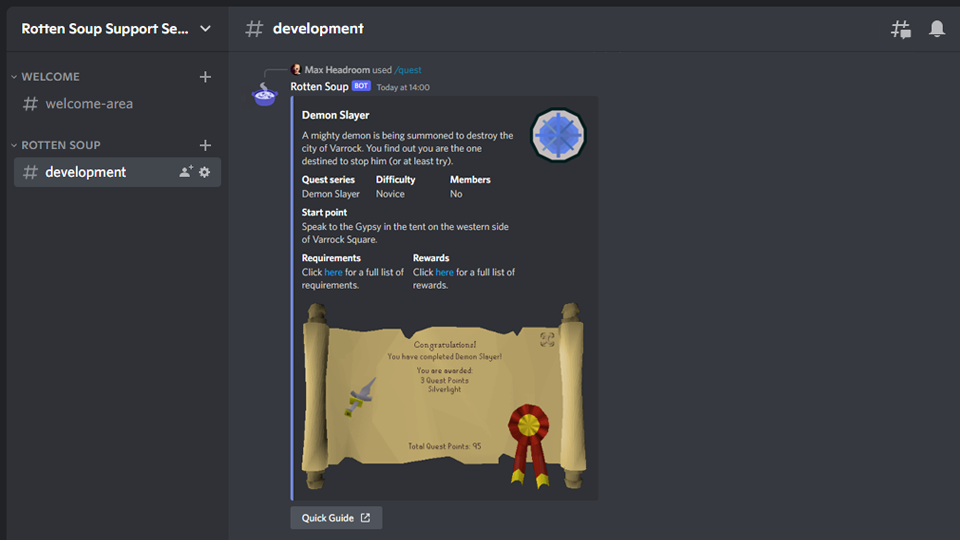 Rotten Soup Support Se...
# development
WELCOME
# welcome-area
ROTTEN SOUP
# development
Max Headroom used /quest
Rotten Soup BOT Today at 14:00
Demon Slayer
A mighty demon is being summoned to destroy the
city of Varrock. You find out you are the one
destined to stop him (or at least try).
Quest series Difficulty Members
Demon Slayer Novice No
Start point
Speak to the Gypsy in the tent on the western side
of Varrock Square.
Requirements Rewards
Click here for a full list of Click here for a full list of
requirements. rewards.
Congratulations!
You have completed Demon Slayer!
You are awarded:
3 Quest Points
Silverlight
Total Quest Points: 95
Quick Guide